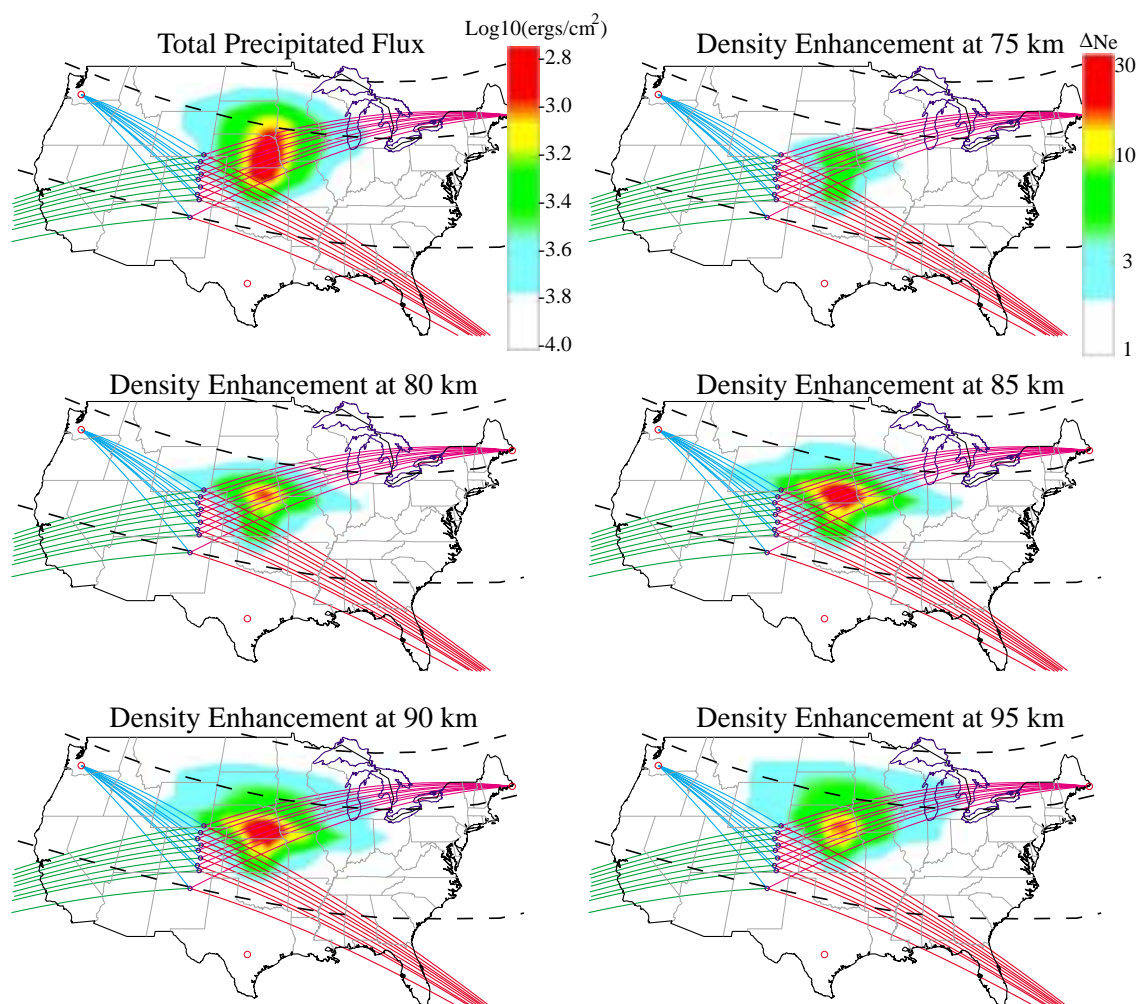 Total Precipitated Flux
Log10(ergs/cm²)
-2.8
-3.0
-3.2
-3.4
-3.6
-3.8
-4.0
Density Enhancement at 75 km
ΔNe
30
10
3
1
Density Enhancement at 80 km
Density Enhancement at 85 km
Density Enhancement at 90 km
Density Enhancement at 95 km